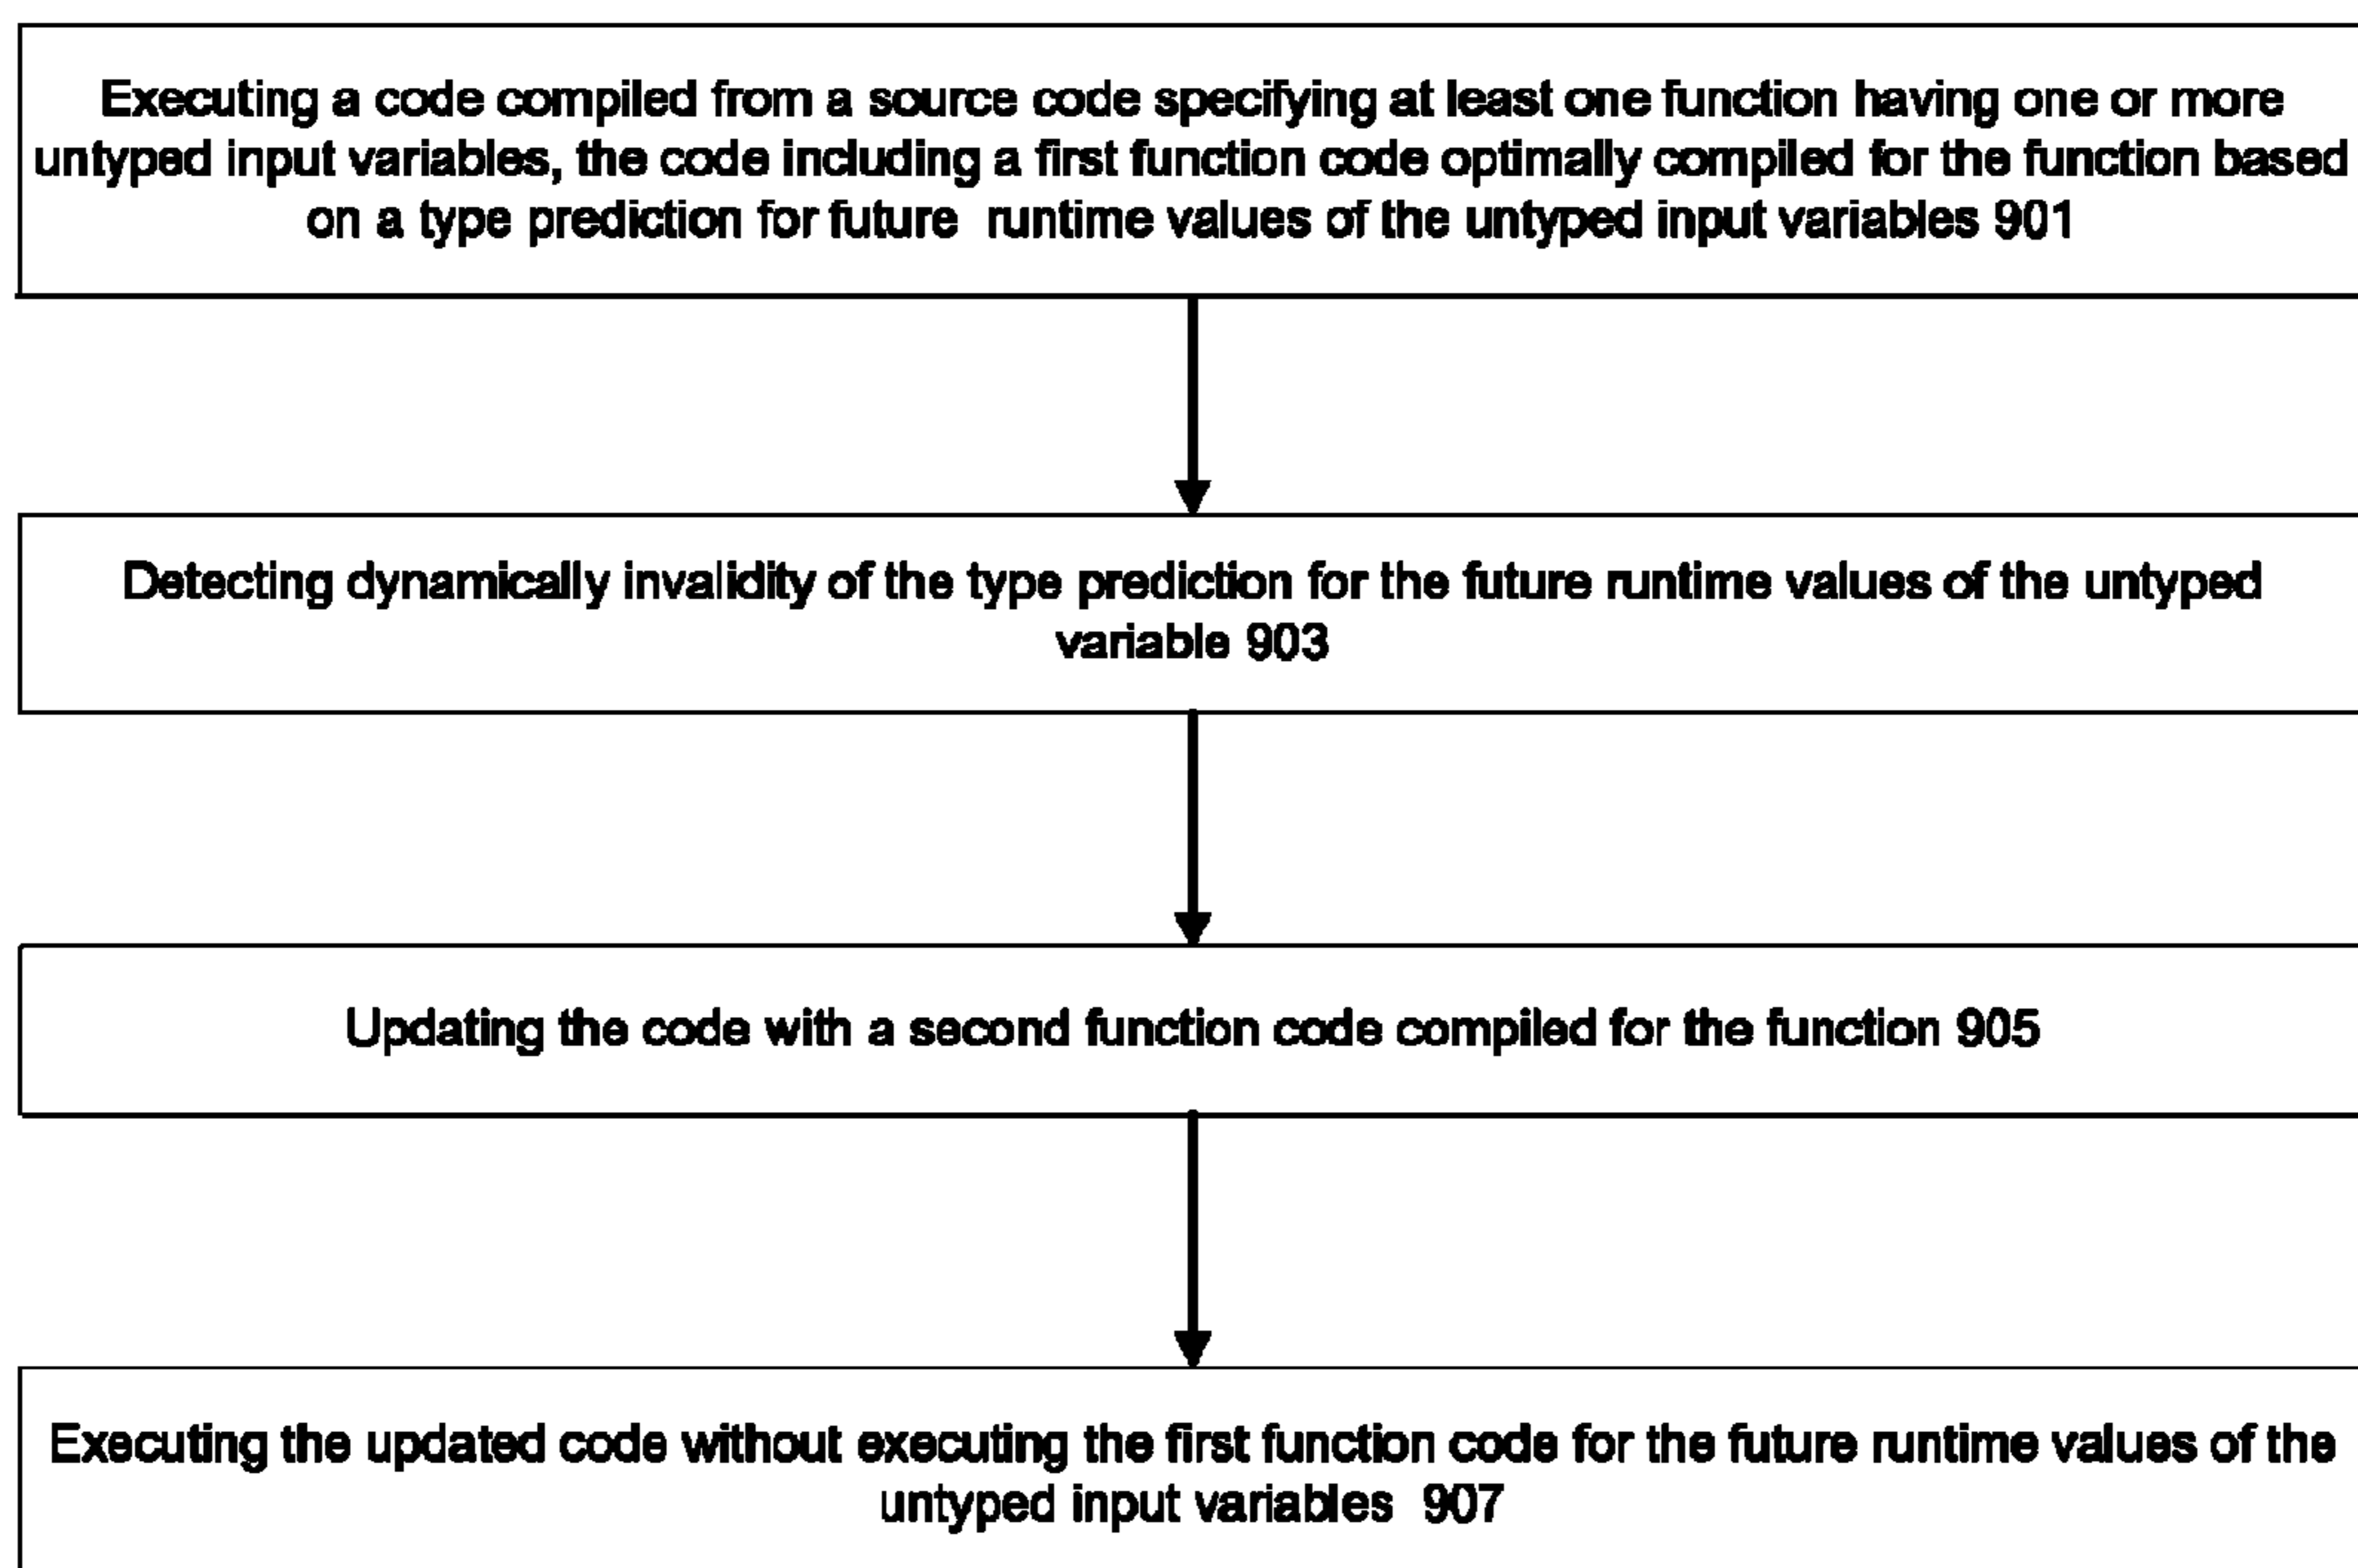 Executing a code compiled from a source code specifying at least one function having one or more
untyped input variables, the code including a first function code optimally compiled for the function based
on a type prediction for future runtime values of the untyped input variables 901
Detecting dynamically invalidity of the type prediction for the future runtime values of the untyped
variable 903
Updating the code with a second function code compiled for the function 905
Executing the updated code without executing the first function code for the future runtime values of the
untyped input variables 907